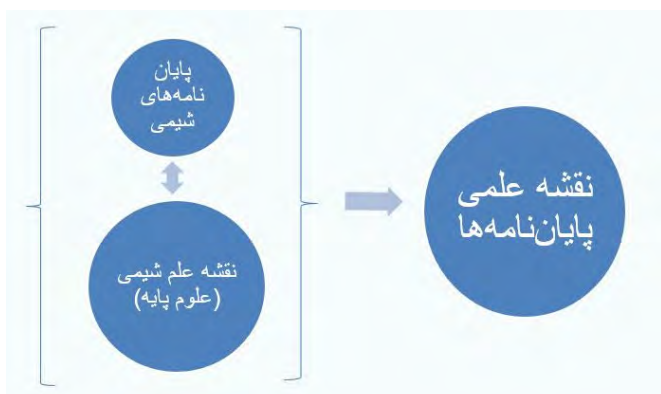 پایان
نامه‌های
شیمی
نقشه علم شیمی
(علوم پایه)
نقشه علمی
پایان‌نامه‌ها